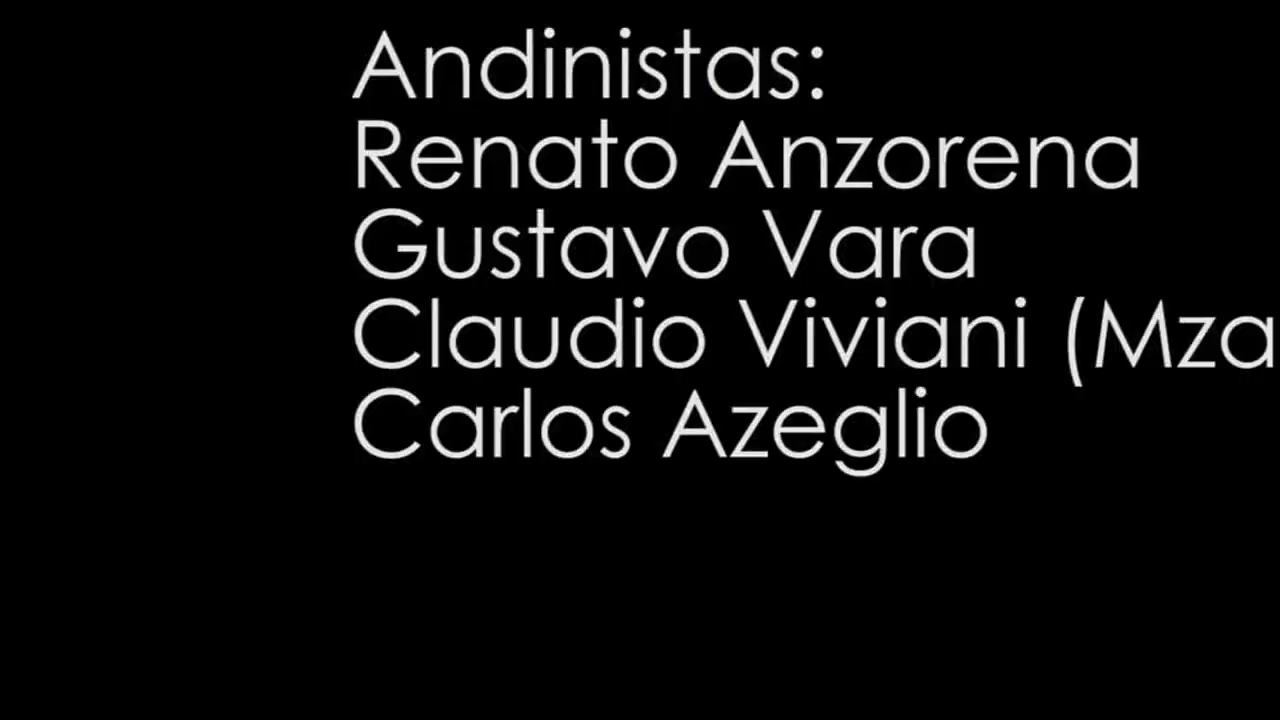 Andinistas:
Renato Anzorena
Gustavo Vara
Claudio Viviani (Mza
Carlos Azeglio